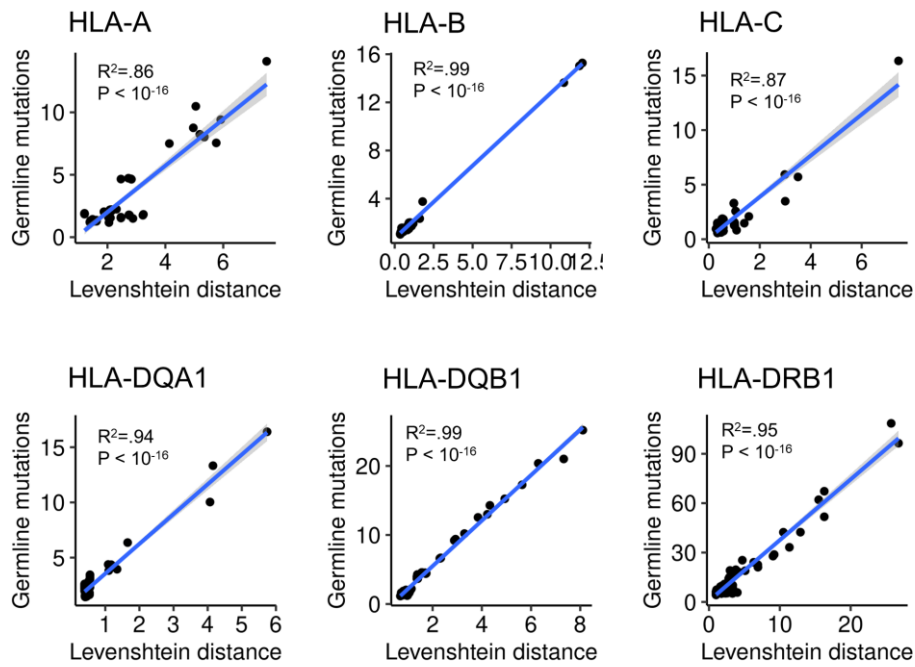 HLA-A
R²=.86
P < 10⁻¹⁶
Germline mutations
10
5
0
2 4 6
Levenshtein distance
HLA-B
R²=.99
P < 10⁻¹⁶
Germline mutations
16
12
8
4
0.0 2.5 5.0 7.5 10.0 12.5
Levenshtein distance
HLA-C
R²=.87
P < 10⁻¹⁶
Germline mutations
15
10
5
0
0 2 4 6
Levenshtein distance
HLA-DQA1
R²=.94
P < 10⁻¹⁶
Germline mutations
15
10
5
0 1 2 3 4 5 6
Levenshtein distance
HLA-DQB1
R²=.99
P < 10⁻¹⁶
Germline mutations
20
10
0
2 4 6 8
Levenshtein distance
HLA-DRB1
R²=.95
P < 10⁻¹⁶
Germline mutations
90
60
30
0
0 10 20
Levenshtein distance